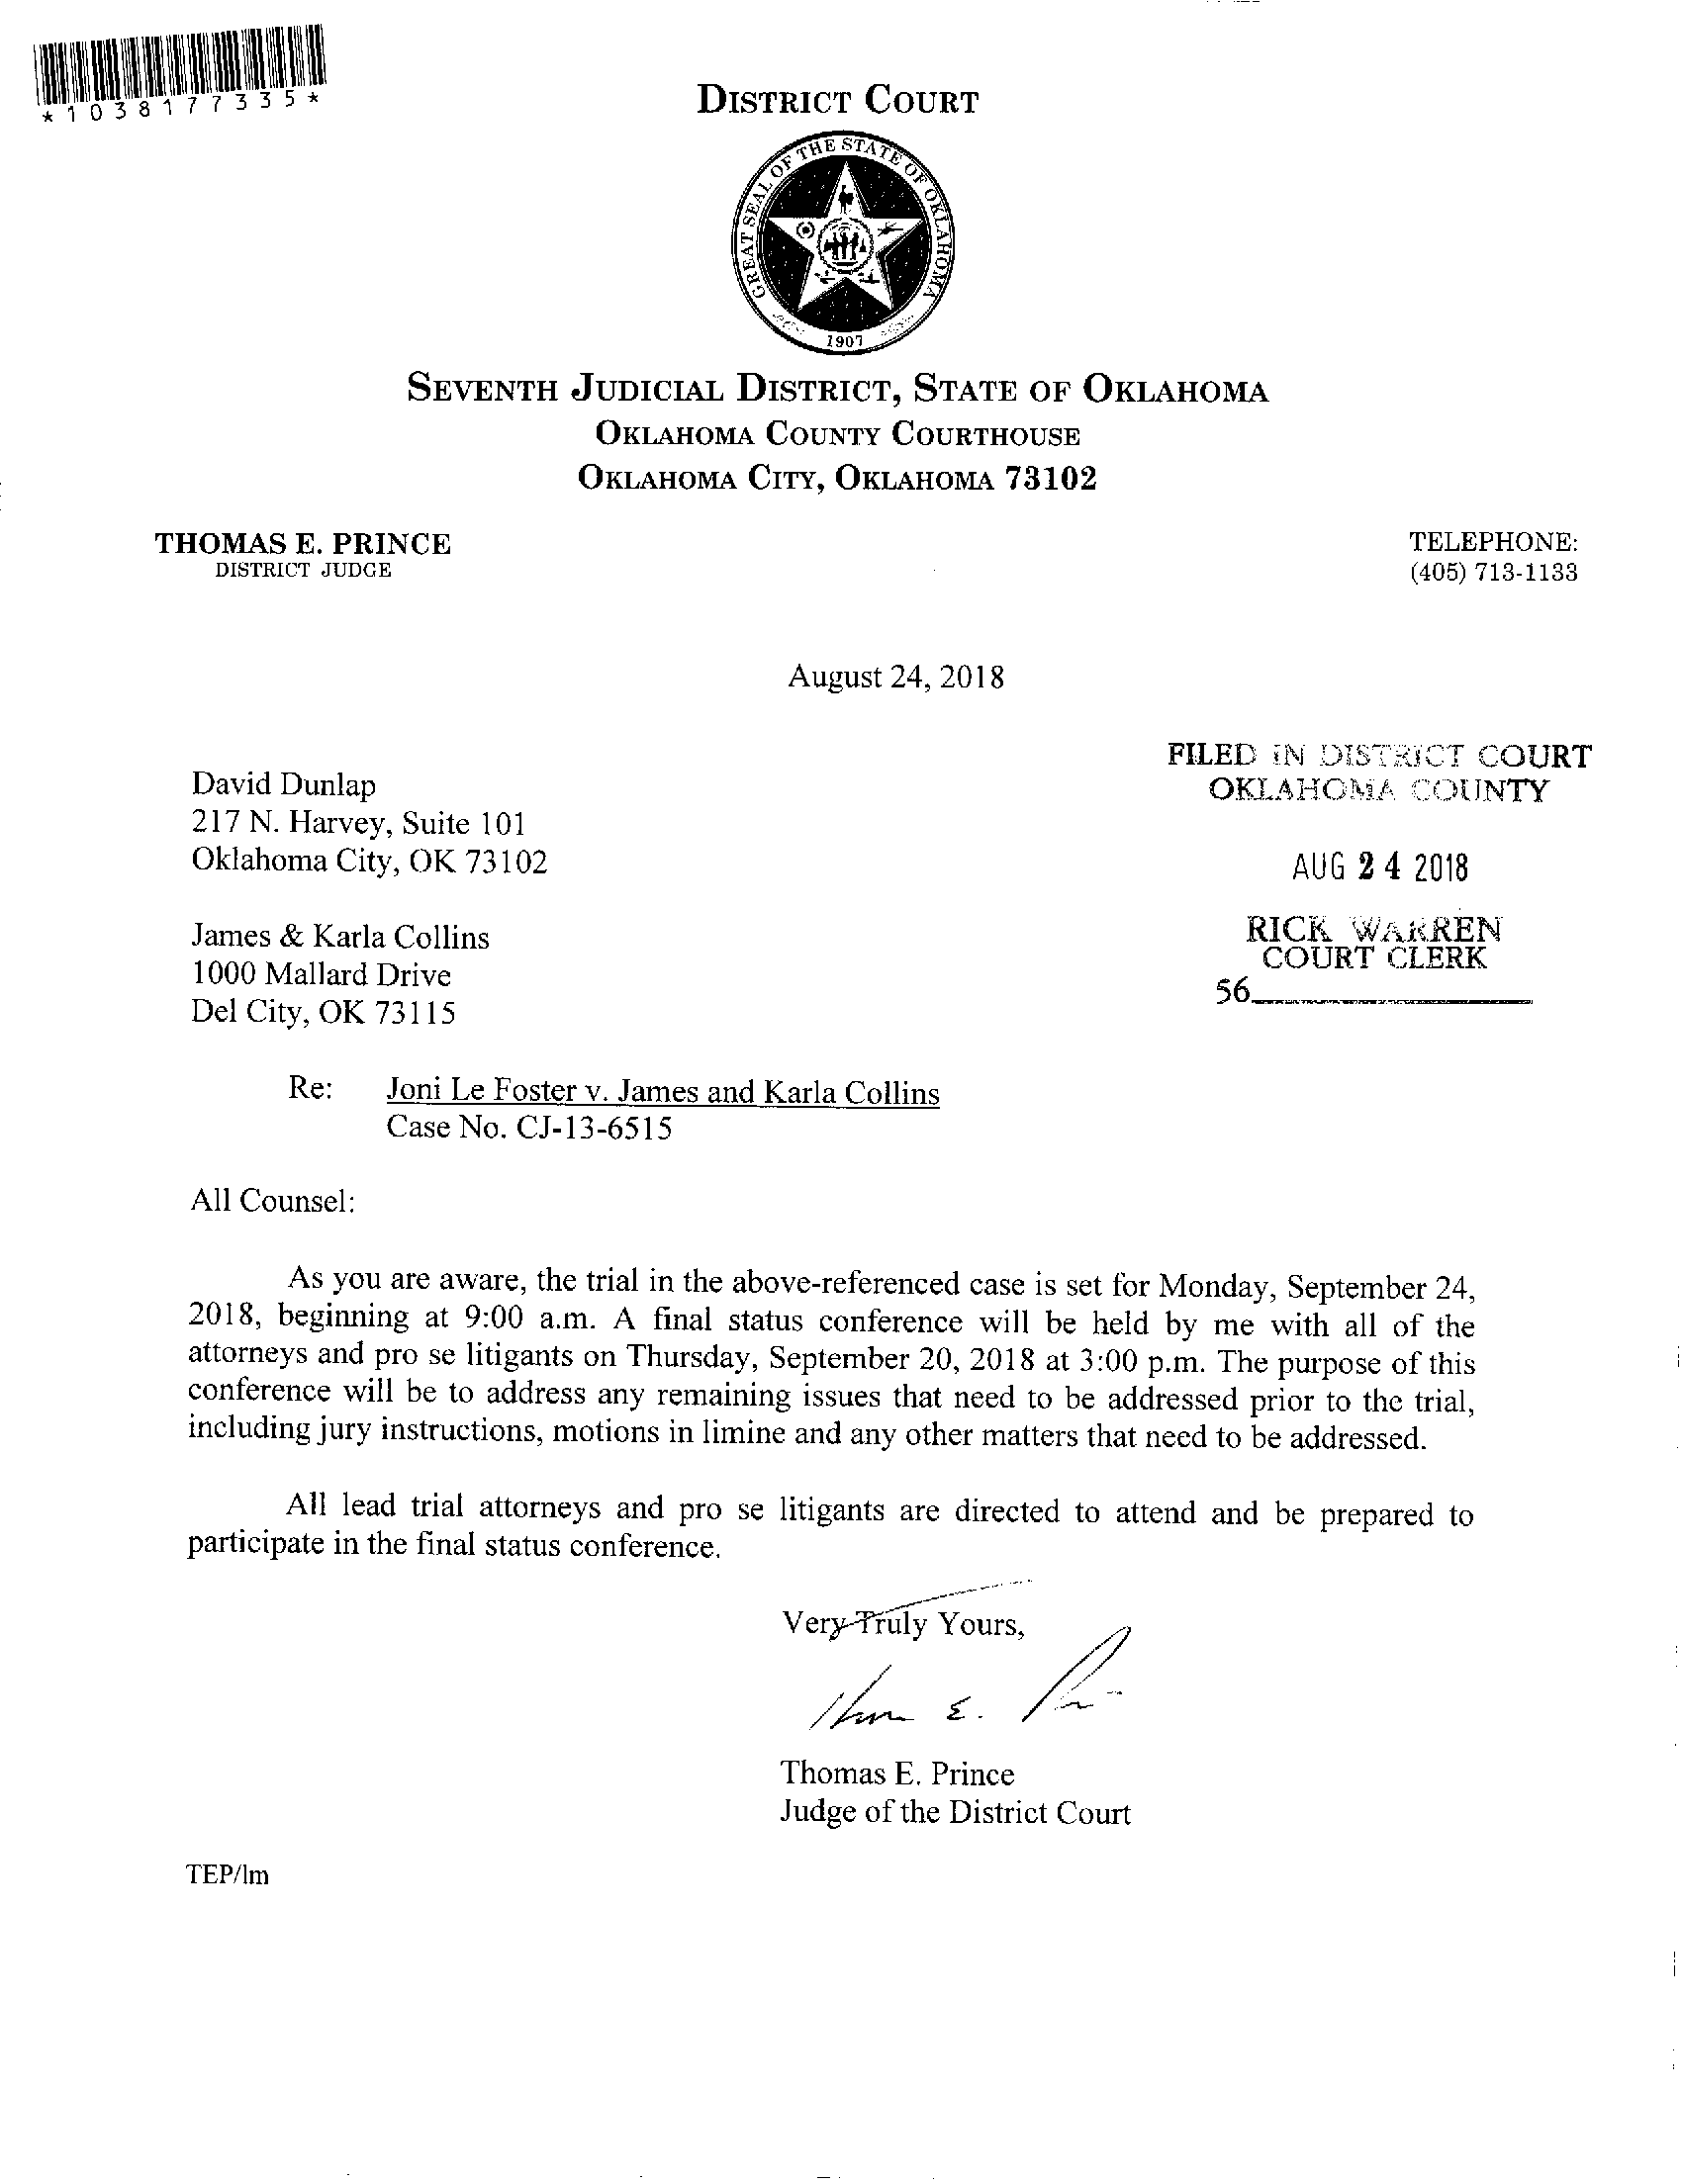 *1038177335*
DISTRICT COURT
GREAT SEAL OF THE STATE OF OKLAHOMA
1907
SEVENTH JUDICIAL DISTRICT, STATE OF OKLAHOMA
OKLAHOMA COUNTY COURTHOUSE
OKLAHOMA CITY, OKLAHOMA 73102
THOMAS E. PRINCE
DISTRICT JUDGE
TELEPHONE:
(405) 713-1133
August 24, 2018
FILED IN DISTRICT COURT
OKLAHOMA COUNTY
AUG 24 2018
RICK WARREN
COURT CLERK
56
David Dunlap
217 N. Harvey, Suite 101
Oklahoma City, OK 73102
James & Karla Collins
1000 Mallard Drive
Del City, OK 73115
Re: Joni Le Foster v. James and Karla Collins
Case No. CJ-13-6515
All Counsel:
As you are aware, the trial in the above-referenced case is set for Monday, September 24,
2018, beginning at 9:00 a.m. A final status conference will be held by me with all of the
attorneys and pro se litigants on Thursday, September 20, 2018 at 3:00 p.m. The purpose of this
conference will be to address any remaining issues that need to be addressed prior to the trial,
including jury instructions, motions in limine and any other matters that need to be addressed.
All lead trial attorneys and pro se litigants are directed to attend and be prepared to
participate in the final status conference.
Very Truly Yours,
Thomas E. Prince
Judge of the District Court
TEP/lm